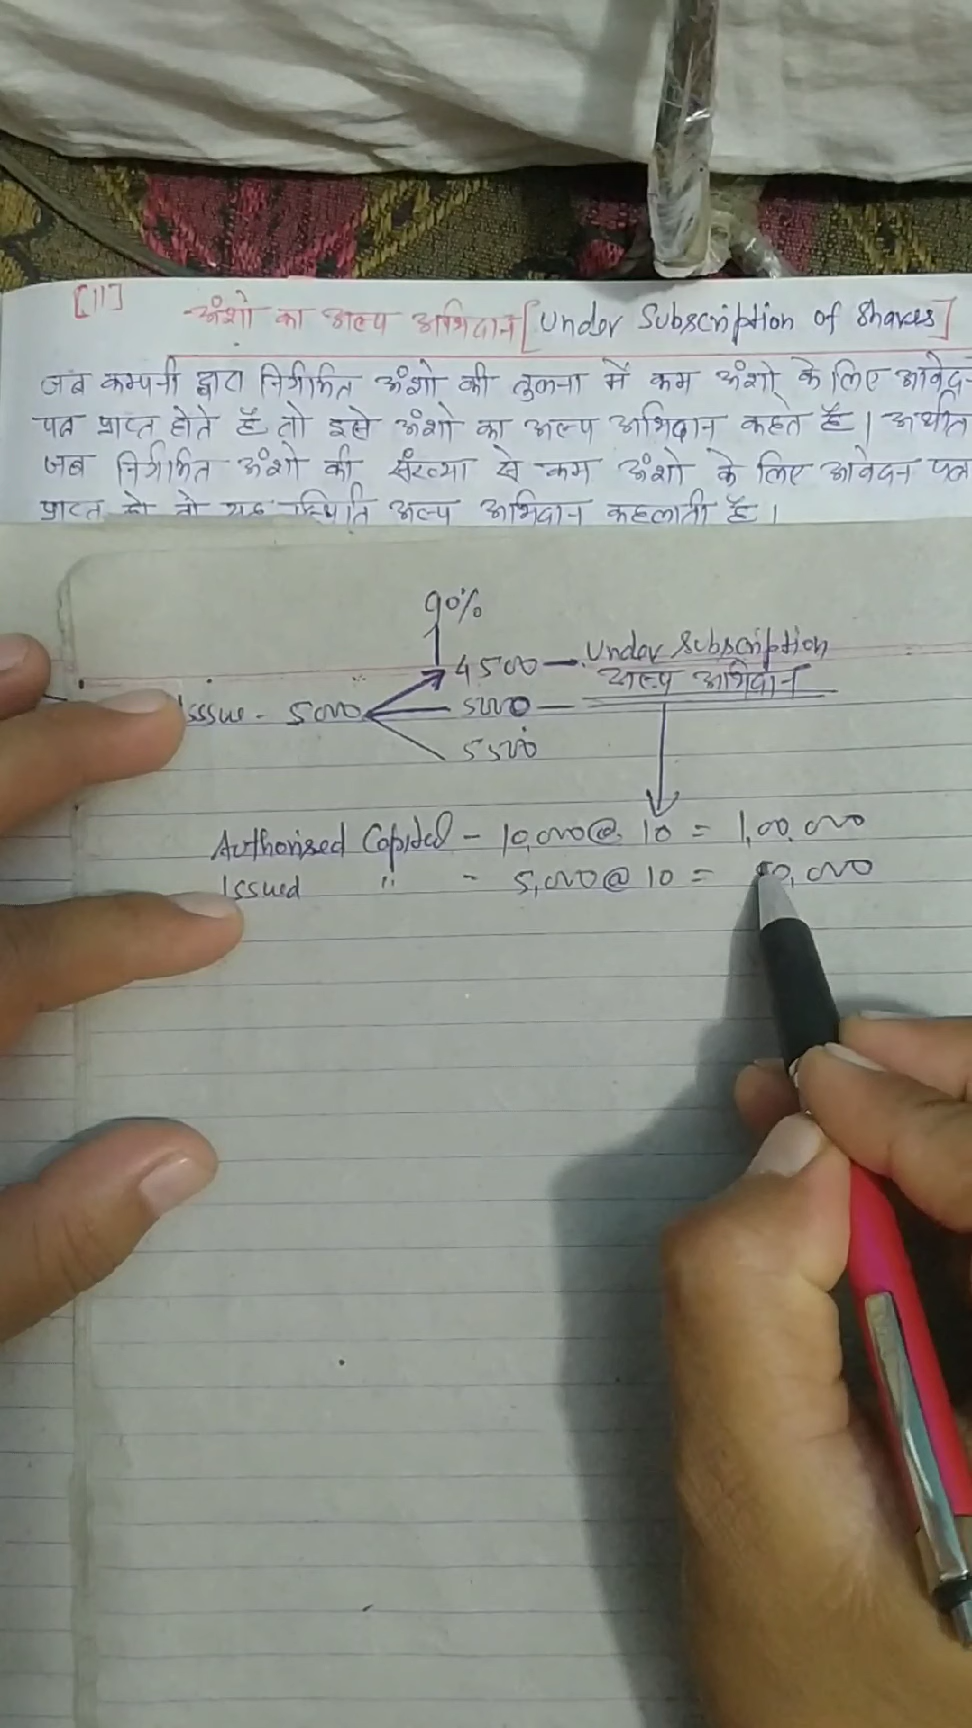 [11] अंशो का अल्प अभिदान [Under Subscription of Shares]
जब कम्पनी द्वारा निर्गमित अंशो की तुलना में कम अंशो के लिए आवेदन
पत्र प्राप्त होते हैं तो इसे अंशो का अल्प अभिदान कहते हैं। अर्थात
जब निर्गमित अंशो की संख्या से कम अंशो के लिए आवेदन पत्र
प्राप्त हो तो यह स्थिति अल्प अभिदान कहलाती है।
90%
4500 — Under Subscription
अल्प अभिदान
Issue - 5000 5000 —
5500
Authorised Capital - 10,000@ 10 = 1,00,000
Issued " - 5,000@ 10 = 50,000